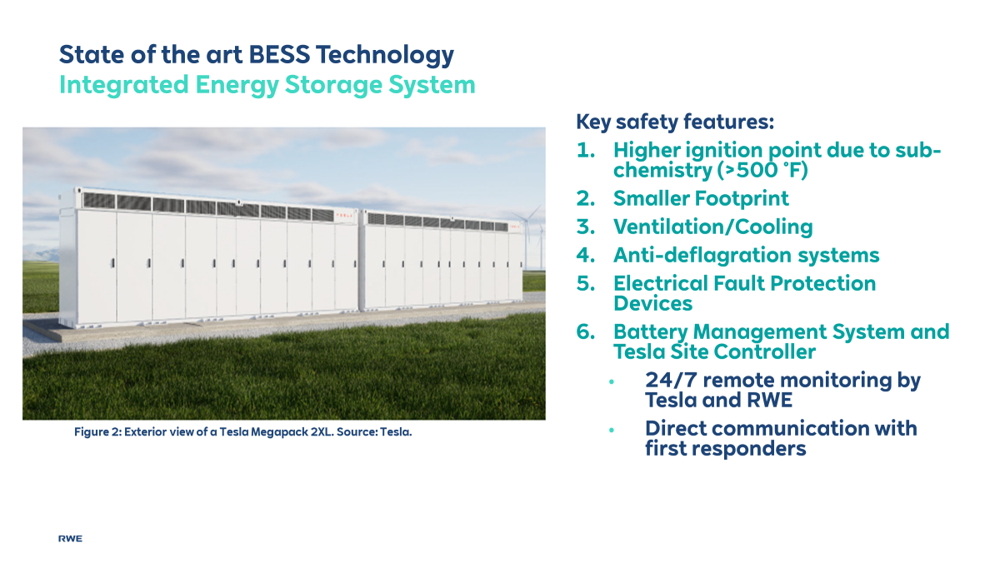 State of the art BESS Technology
Integrated Energy Storage System
Key safety features:
1. Higher ignition point due to sub-
chemistry (>500 °F)
2. Smaller Footprint
3. Ventilation/Cooling
4. Anti-deflagration systems
5. Electrical Fault Protection
Devices
6. Battery Management System and
Tesla Site Controller
• 24/7 remote monitoring by
Tesla and RWE
• Direct communication with
first responders
TESLA
Figure 2: Exterior view of a Tesla Megapack 2XL. Source: Tesla.
RWE